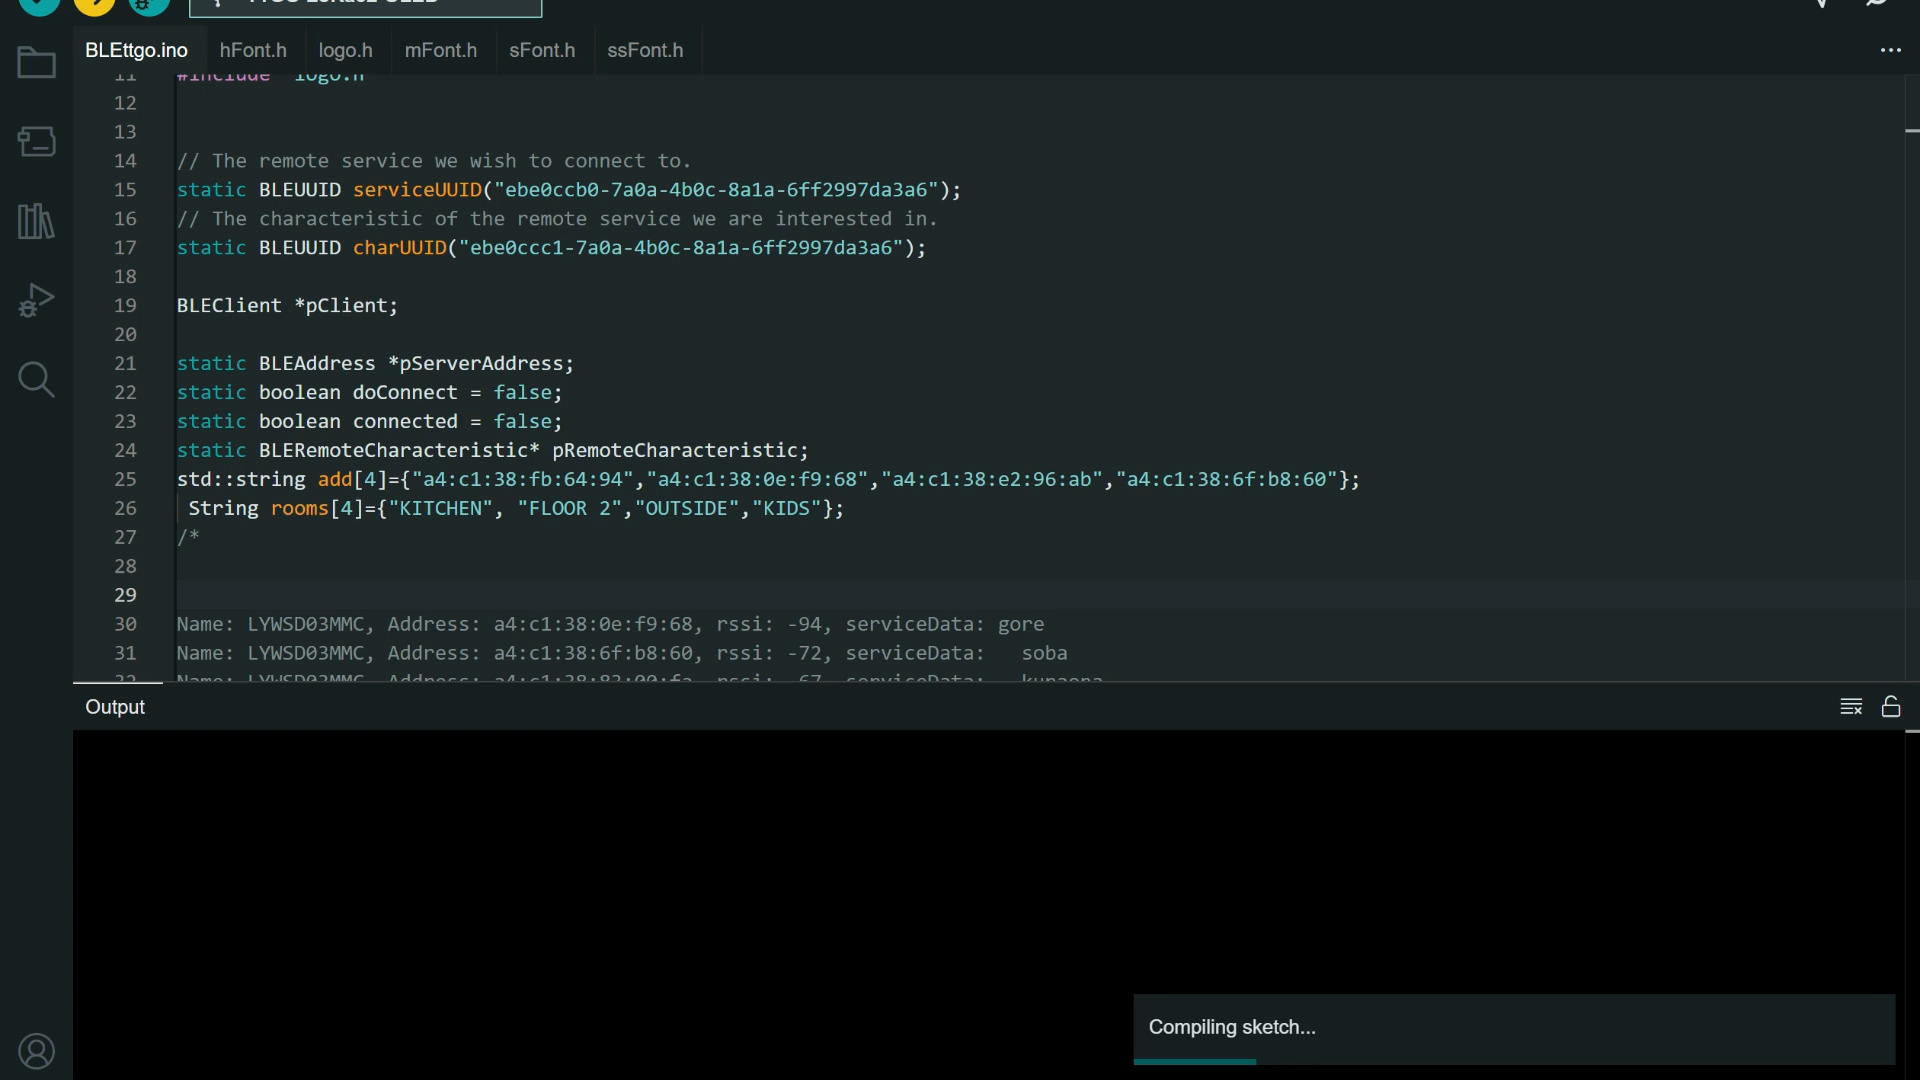 BLEttgo.ino hFont.h logo.h mFont.h sFont.h ssFont.h
11 #include "logo.h"
12
13
14 // The remote service we wish to connect to.
15 static BLEUUID serviceUUID("ebe0ccb0-7a0a-4b0c-8a1a-6ff2997da3a6");
16 // The characteristic of the remote service we are interested in.
17 static BLEUUID charUUID("ebe0ccc1-7a0a-4b0c-8a1a-6ff2997da3a6");
18
19 BLEClient *pClient;
20
21 static BLEAddress *pServerAddress;
22 static boolean doConnect = false;
23 static boolean connected = false;
24 static BLERemoteCharacteristic* pRemoteCharacteristic;
25 std::string add[4]={"a4:c1:38:fb:64:94","a4:c1:38:0e:f9:68","a4:c1:38:e2:96:ab","a4:c1:38:6f:b8:60"};
26 String rooms[4]={"KITCHEN", "FLOOR 2","OUTSIDE","KIDS"};
27 /*
28
29
30 Name: LYWSD03MMC, Address: a4:c1:38:0e:f9:68, rssi: -94, serviceData: gore
31 Name: LYWSD03MMC, Address: a4:c1:38:6f:b8:60, rssi: -72, serviceData: soba
Output
Compiling sketch...